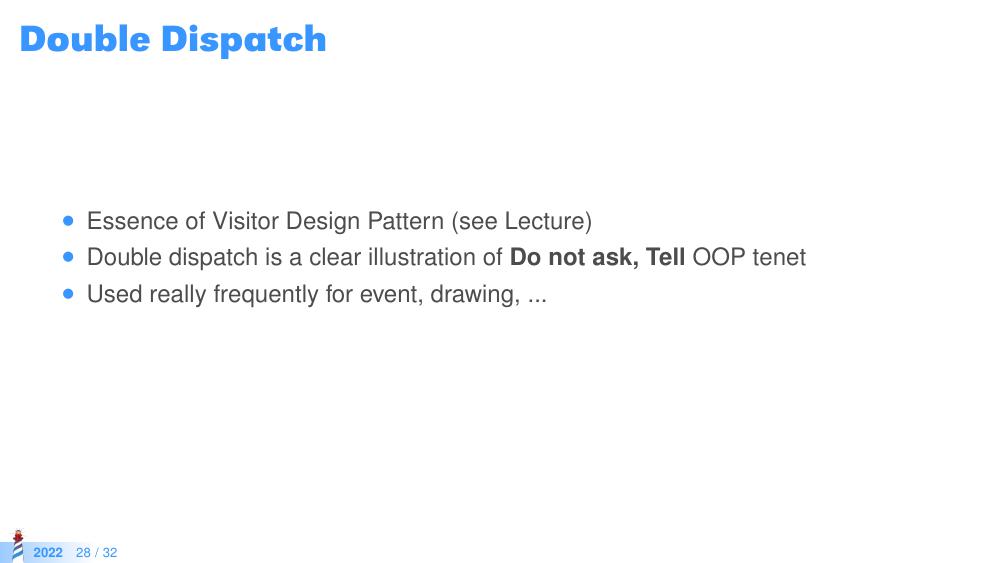 Double Dispatch
• Essence of Visitor Design Pattern (see Lecture)
• Double dispatch is a clear illustration of Do not ask, Tell OOP tenet
• Used really frequently for event, drawing, ...
2022 28 / 32